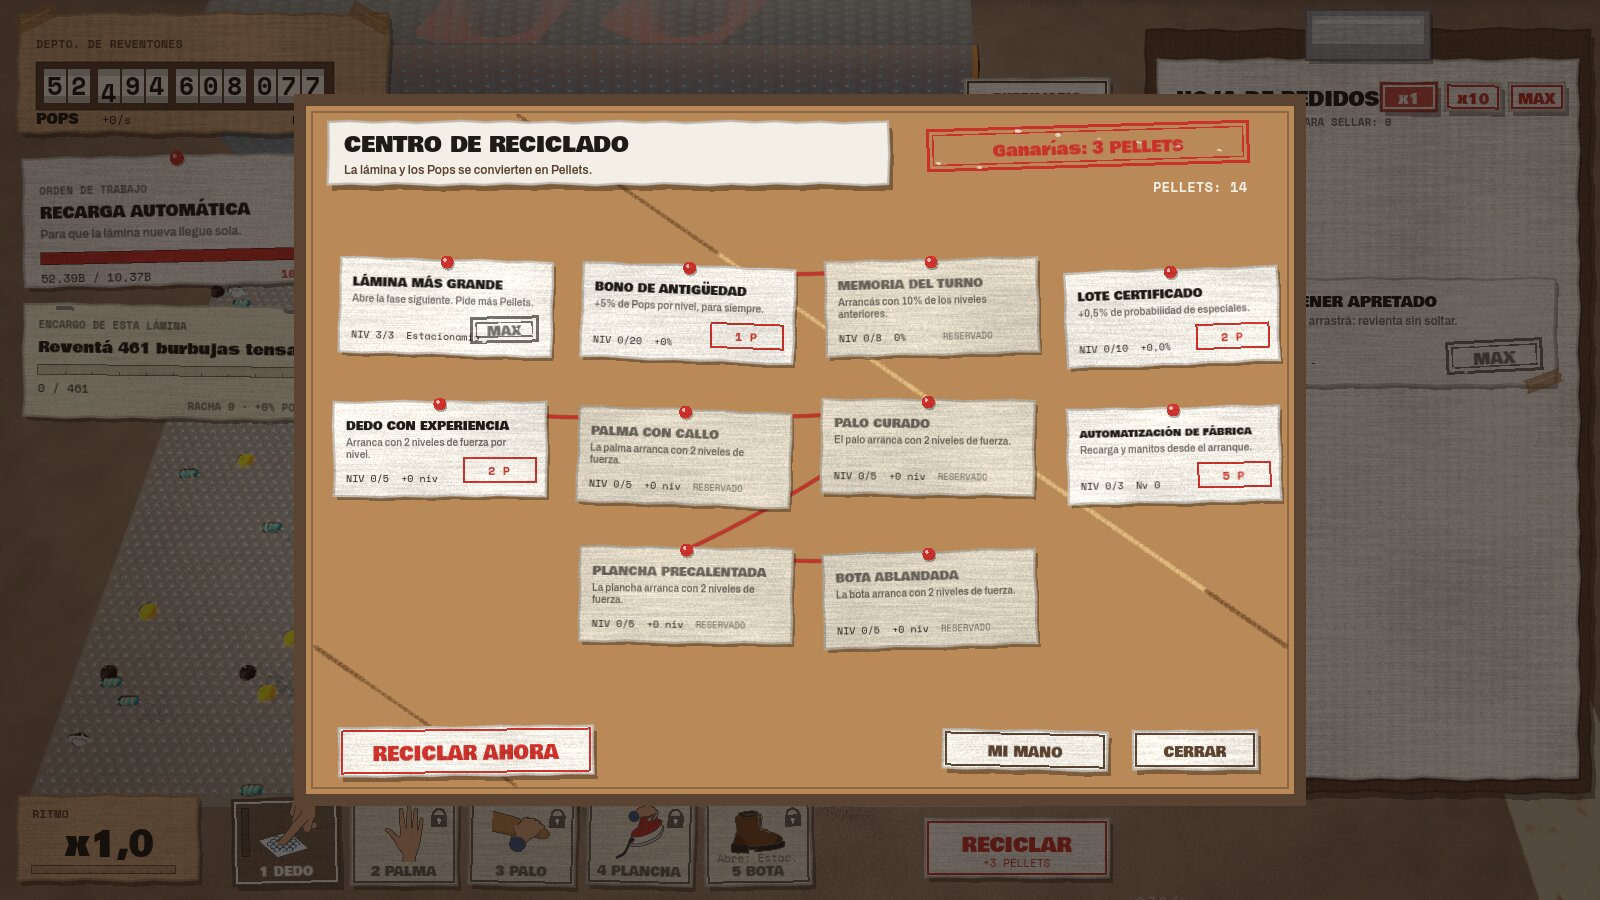 DEPTO. DE REVENTONES
52 494 608 077
POPS +0/s
ORDEN DE TRABAJO
RECARGA AUTOMÁTICA
Para que la lámina nueva llegue sola.
52,39B / 10,37B
ENCARGO DE ESTA LÁMINA
Reventá 461 burbujas tensa
0 / 461
RACHA 0 · +0% PO
RITMO
x1,0
CENTRO DE RECICLADO
La lámina y los Pops se convierten en Pellets.
Ganarías: 3 PELLETS
PELLETS: 14
LÁMINA MÁS GRANDE
Abre la fase siguiente. Pide más Pellets.
NIV 3/3 Estacionami
MAX
BONO DE ANTIGÜEDAD
+5% de Pops por nivel, para siempre.
NIV 0/20 +0%
1 P
MEMORIA DEL TURNO
Arrancás con 10% de los niveles
anteriores.
NIV 0/8 0% RESERVADO
LOTE CERTIFICADO
+0,5% de probabilidad de especiales.
NIV 0/10 +0,0%
2 P
DEDO CON EXPERIENCIA
Arranca con 2 niveles de fuerza por
nivel.
NIV 0/5 +0 niv
2 P
PALMA CON CALLO
La palma arranca con 2 niveles de
fuerza.
NIV 0/5 +0 niv RESERVADO
PALO CURADO
El palo arranca con 2 niveles de fuerza.
NIV 0/5 +0 niv RESERVADO
AUTOMATIZACIÓN DE FÁBRICA
Recarga y manitos desde el arranque.
NIV 0/3 Nv 0
5 P
PLANCHA PRECALENTADA
La plancha arranca con 2 niveles de
fuerza.
NIV 0/5 +0 niv RESERVADO
BOTA ABLANDADA
La bota arranca con 2 niveles de fuerza.
NIV 0/5 +0 niv RESERVADO
RECICLAR AHORA
MI MANO
CERRAR
HOJA DE PEDIDOS
x1
x10
MAX
ARA SELLAR: 0
ENER APRETADO
arrastrá: revienta sin soltar.
MAX
1 DEDO
2 PALMA
3 PALO
4 PLANCHA
Abre: Estac.
5 BOTA
RECICLAR
+3 PELLETS